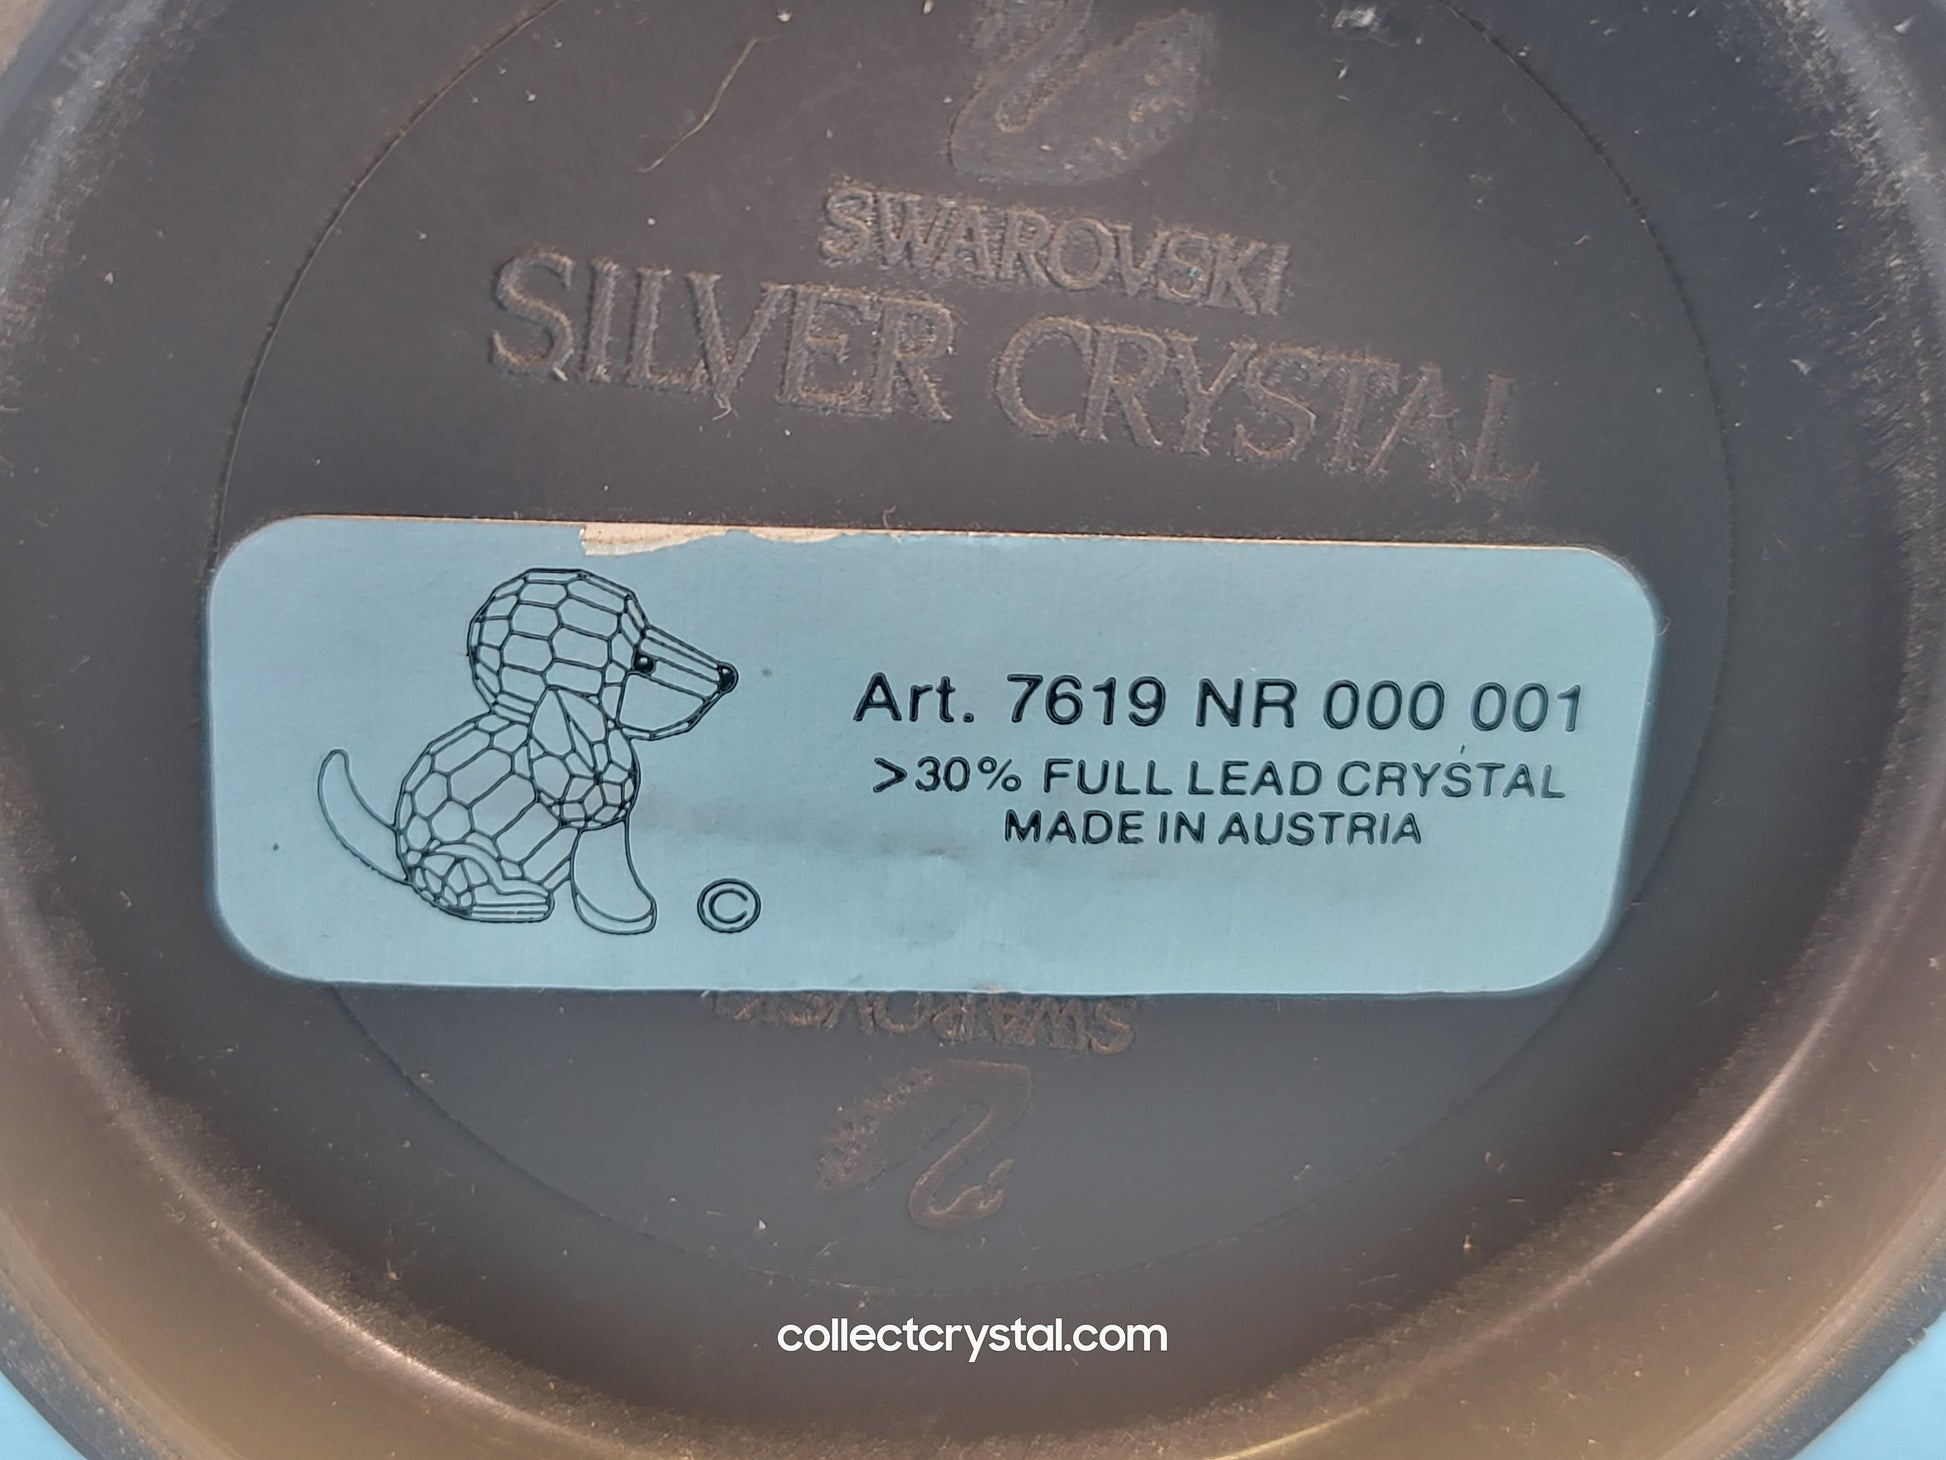 SWAROVSKI
SILVER CRYSTAL
Art. 7619 NR 000 001
>30% FULL LEAD CRYSTAL
MADE IN AUSTRIA
©
SWAROVSKI
collectcrystal.com